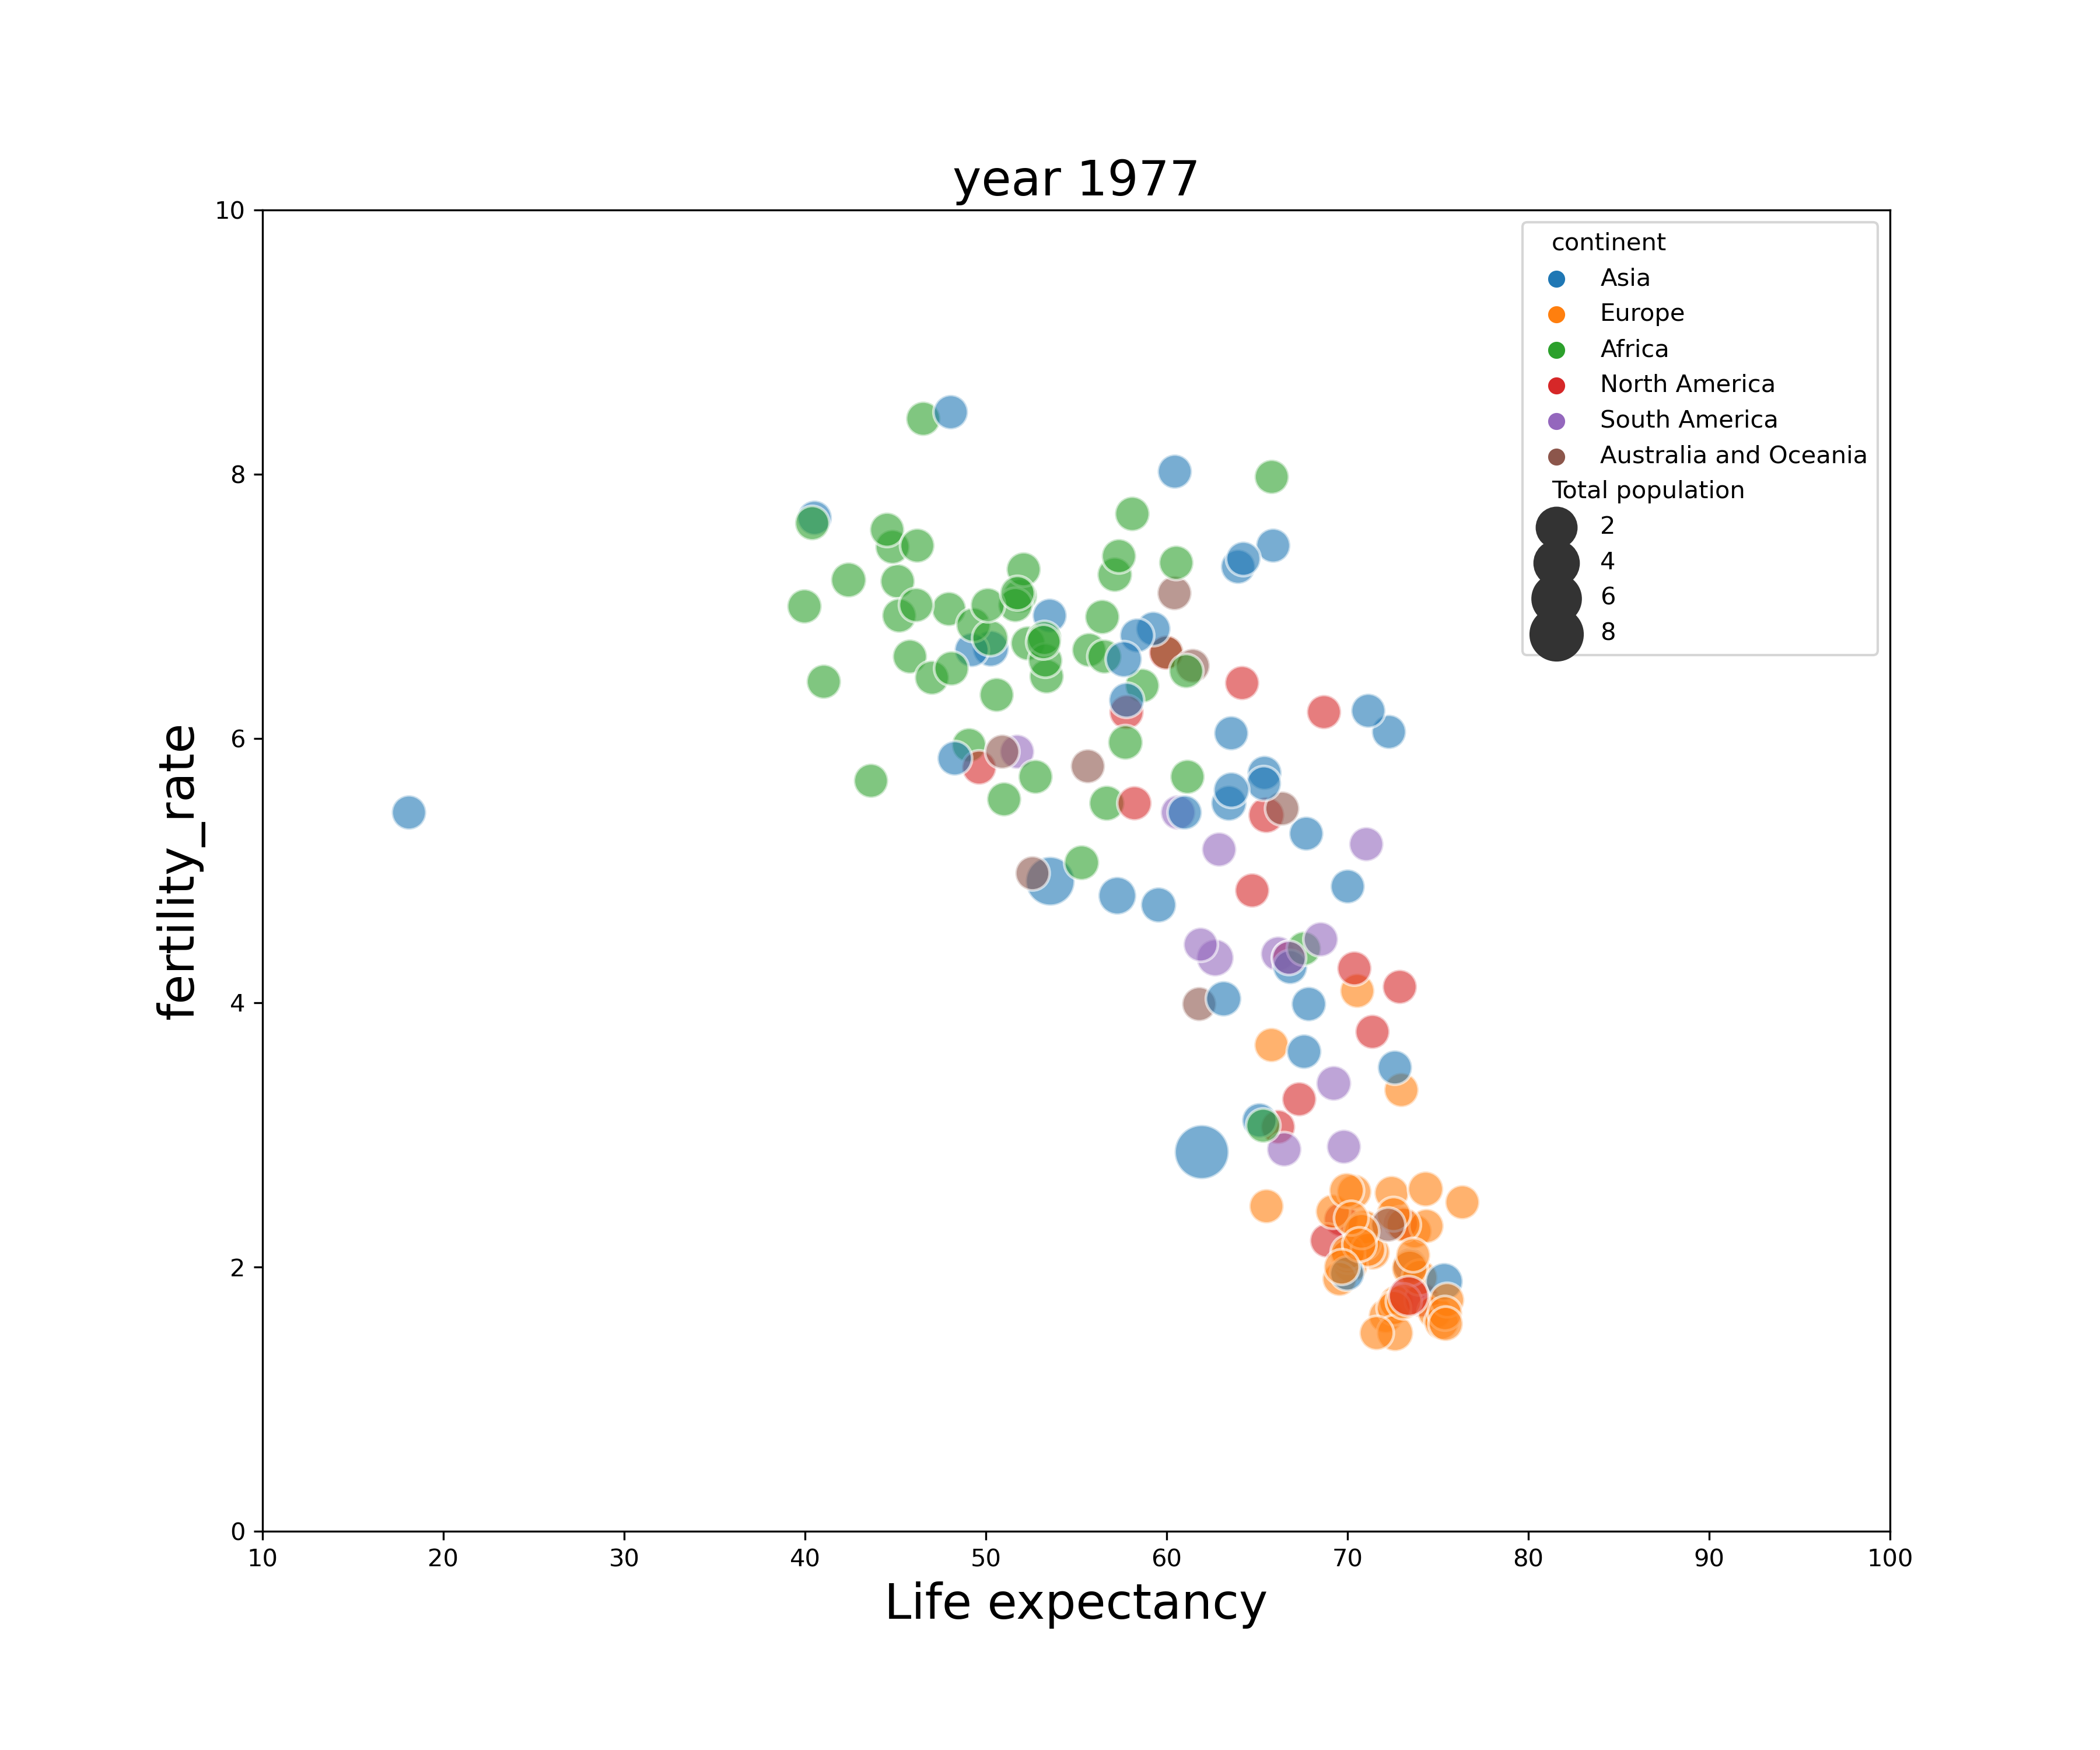 year 1977
10
8
6
4
2
0
fertility_rate
10 20 30 40 50 60 70 80 90 100
Life expectancy
continent
Asia
Europe
Africa
North America
South America
Australia and Oceania
Total population
2
4
6
8